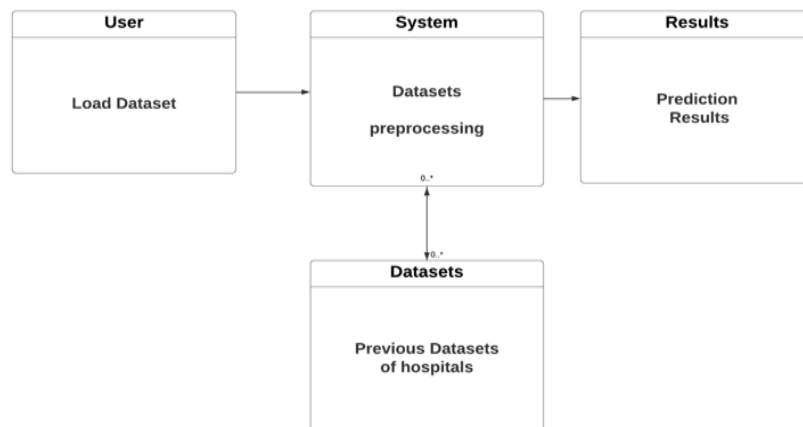 User
Load Dataset
System
Datasets
preprocessing
0..*
Results
Prediction
Results
0..*
Datasets
Previous Datasets
of hospitals